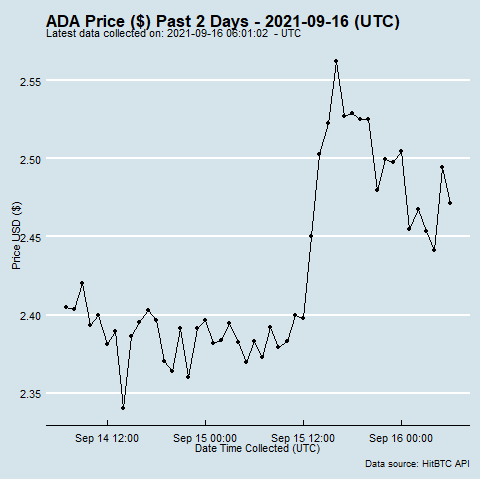 ADA Price ($) Past 2 Days - 2021-09-16 (UTC)
Latest data collected on: 2021-09-16 06:01:02  - UTC
2.55
2.50
2.45
2.40
2.35
Price USD ($)
Sep 14 12:00
Sep 15 00:00
Sep 15 12:00
Sep 16 00:00
Date Time Collected (UTC)
Data source: HitBTC API